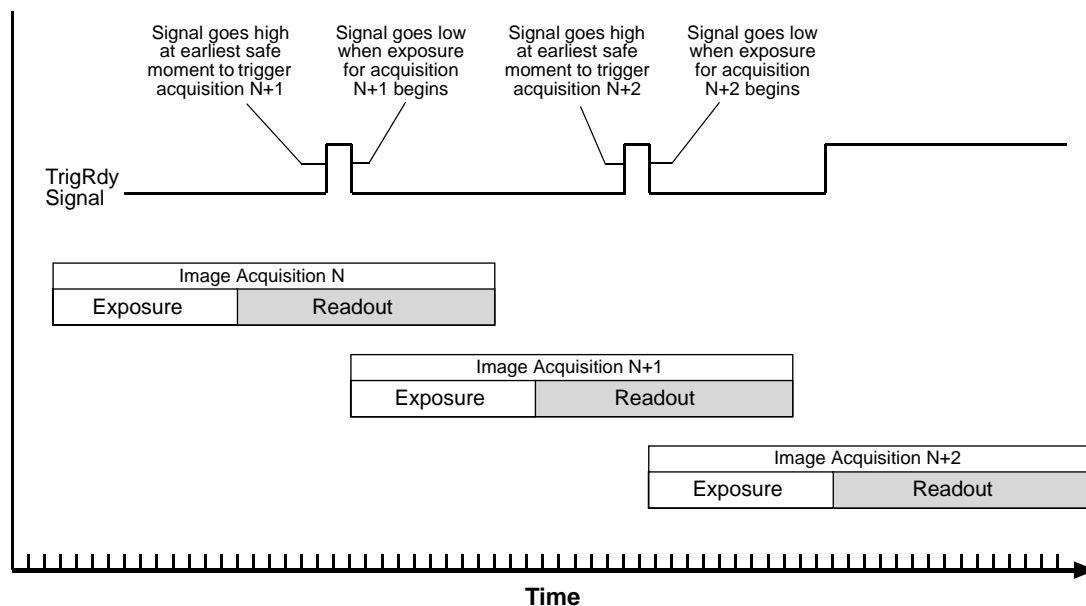 Signal goes high
at earliest safe
moment to trigger
acquisition N+1
Signal goes low
when exposure
for acquisition
N+1 begins
Signal goes high
at earliest safe
moment to trigger
acquisition N+2
Signal goes low
when exposure
for acquisition
N+2 begins
TrigRdy
Signal
Image Acquisition N
Exposure
Readout
Image Acquisition N+1
Exposure
Readout
Image Acquisition N+2
Exposure
Readout
Time